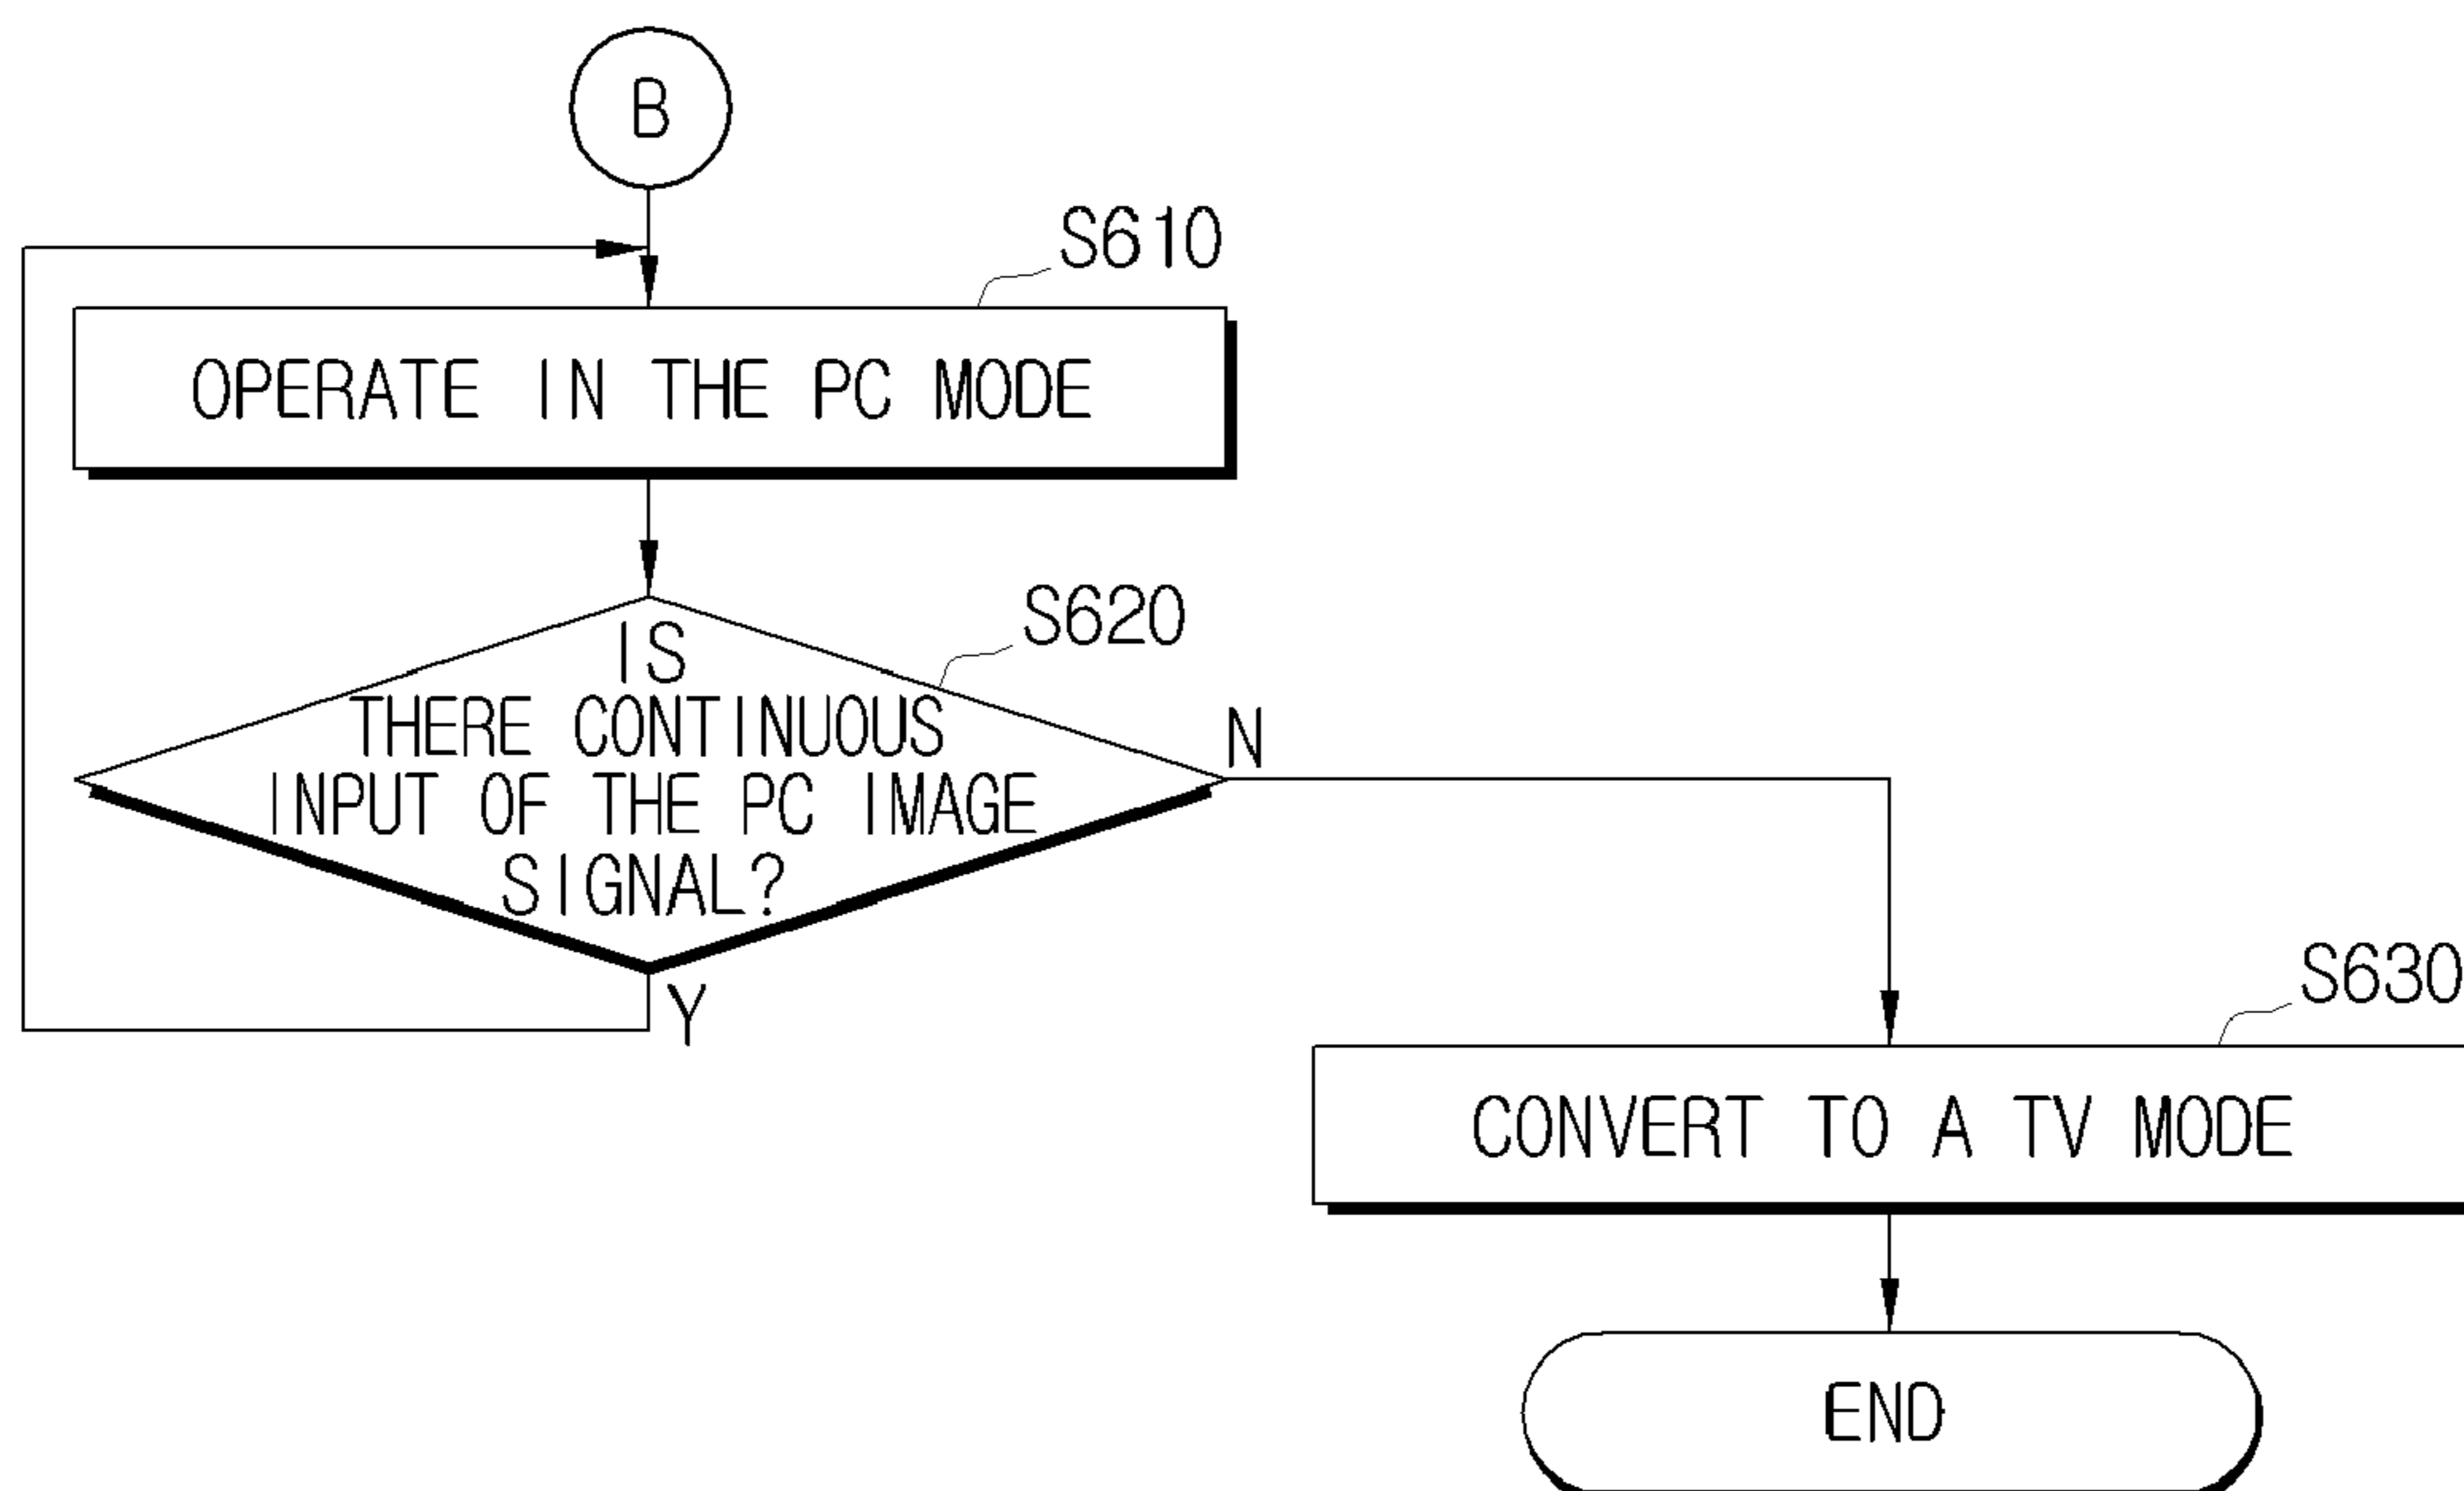 B
S610
OPERATE IN THE PC MODE
S620
IS
THERE CONTINUOUS
INPUT OF THE PC IMAGE
SIGNAL?
N
Y
S630
CONVERT TO A TV MODE
END